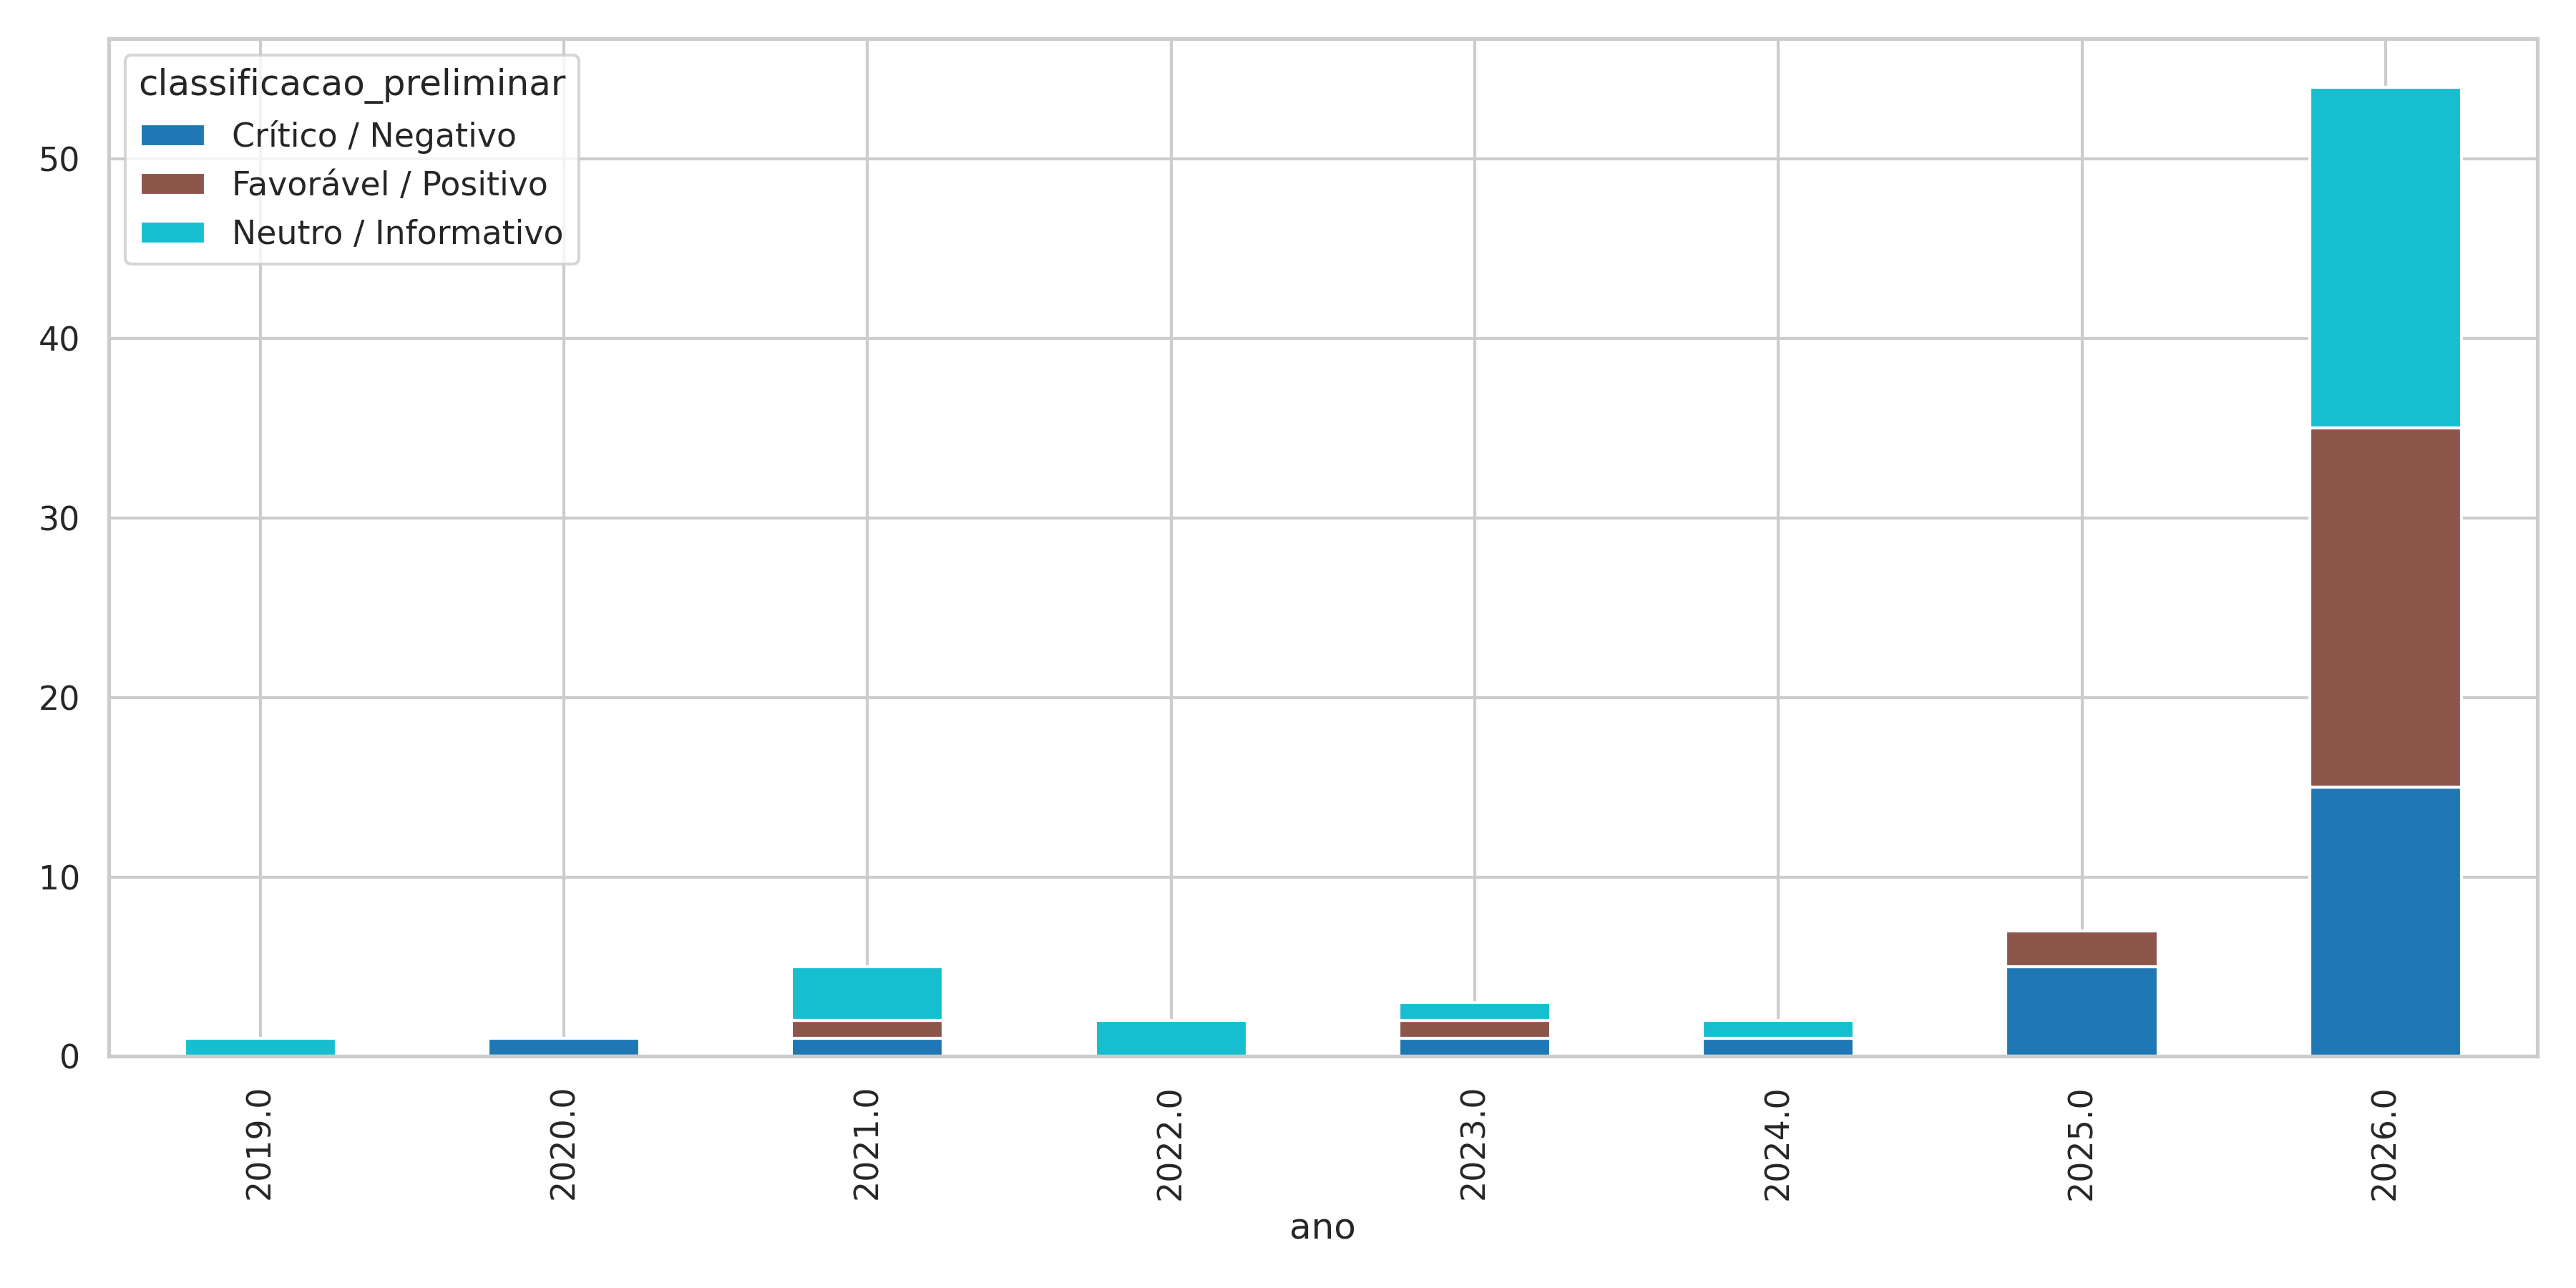 classificacao_preliminar
Crítico / Negativo
Favorável / Positivo
Neutro / Informativo
50
40
30
20
10
0
2019.0
2020.0
2021.0
2022.0
2023.0
2024.0
2025.0
2026.0
ano